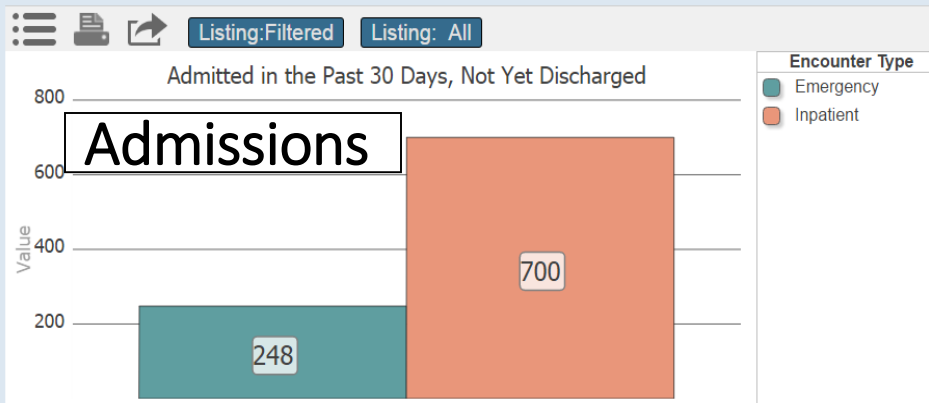 Listing:Filtered
Listing: All
Admitted in the Past 30 Days, Not Yet Discharged
Admissions
Value
800
600
400
200
248
700
Encounter Type
Emergency
Inpatient